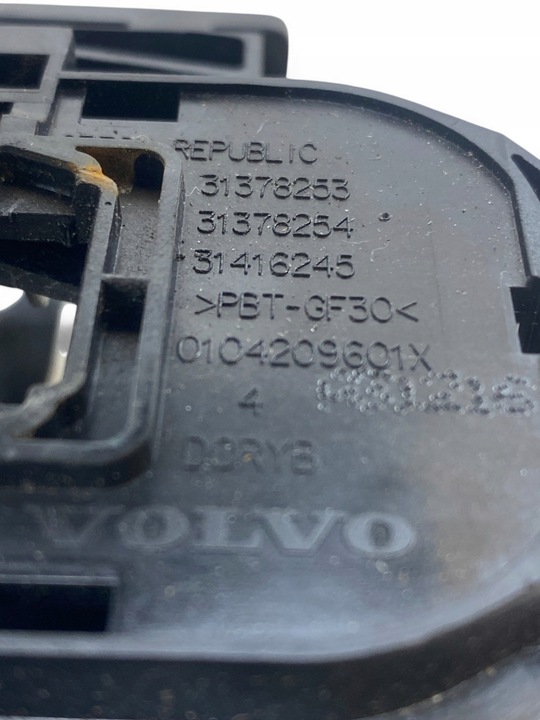 REPUBLIC
31378253
31378254
31416245
>PBT-GF30<
0104209601X
4
VOLVO